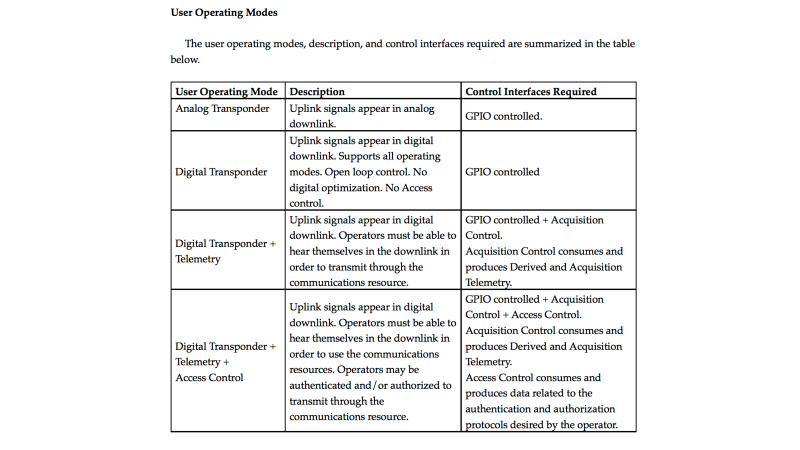 User Operating Modes
The user operating modes, description, and control interfaces required are summarized in the table
below.
User Operating Mode Description Control Interfaces Required
Analog Transponder
Uplink signals appear in analog
downlink.
GPIO controlled.
Digital Transponder
Uplink signals appear in digital
downlink. Supports all operating
modes. Open loop control. No
digital optimization. No Access
control.
GPIO controlled
Digital Transponder +
Telemetry
Uplink signals appear in digital
downlink. Operators must be able to
hear themselves in the downlink in
order to transmit through the
communications resource.
GPIO controlled + Acquisition
Control.
Acquisition Control consumes and
produces Derived and Acquisition
Telemetry.
Digital Transponder +
Telemetry +
Access Control
Uplink signals appear in digital
downlink. Operators must be able to
hear themselves in the downlink in
order to use the communications
resources. Operators may be
authenticated and/or authorized to
transmit through the
communications resource.
GPIO controlled + Acquisition
Control + Access Control.
Acquisition Control consumes and
produces Derived and Acquisition
Telemetry.
Access Control consumes and
produces data related to the
authentication and authorization
protocols desired by the operator.